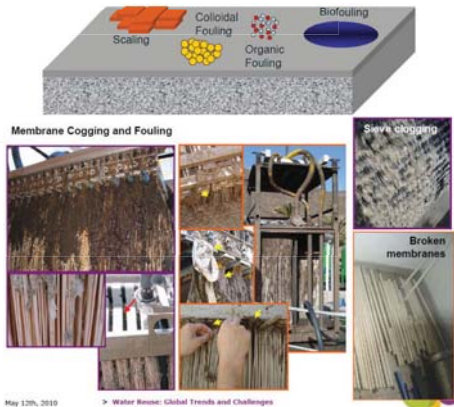 Scaling
Colloidal
Fouling
Organic
Fouling
Biofouling
Membrane Cogging and Fouling
Sieve clogging
Broken
membranes
May 12th, 2010
> Water Reuse: Global Trends and Challenges